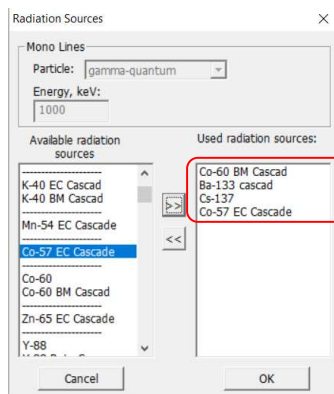 Radiation Sources
Mono Lines
Particle: gamma-quantum
Energy, keV:
1000
Available radiation
sources
Used radiation sources:
---------------------
K-40 EC Cascad
K-40 BM Cascad
---------------------
Mn-54 EC Cascade
---------------------
Co-57 EC Cascade
---------------------
Co-60
Co-60 BM Cascad
---------------------
Zn-65 EC Cascade
---------------------
Y-88
>>
<<
Co-60 BM Cascad
Ba-133 cascad
Cs-137
Co-57 EC Cascade
Cancel
OK